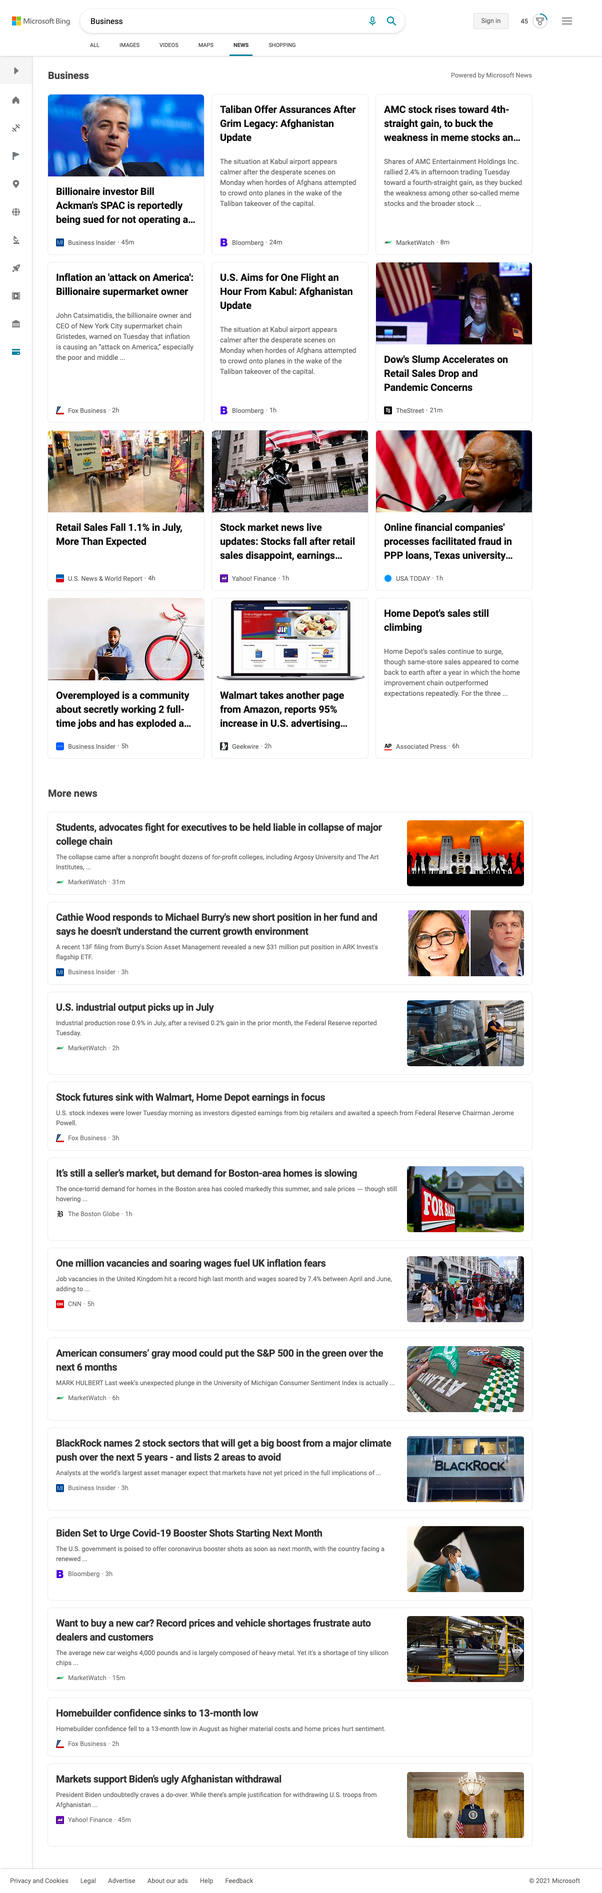 Microsoft Bing
Business
Sign in
45
ALL IMAGES VIDEOS MAPS NEWS SHOPPING
Business
Powered by Microsoft News
Billionaire investor Bill
Ackman's SPAC is reportedly
being sued for not operating a...
Business Insider · 45m
Taliban Offer Assurances After
Grim Legacy: Afghanistan
Update
The situation at Kabul airport appears
calmer after the desperate scenes on
Monday when hordes of Afghans attempted
to crowd onto planes in the wake of the
Taliban takeover of the capital.
Bloomberg · 24m
AMC stock rises toward 4th-
straight gain, to buck the
weakness in meme stocks an...
Shares of AMC Entertainment Holdings Inc.
rallied 2.4% in afternoon trading Tuesday
toward a fourth-straight gain, as they bucked
the weakness among other so-called meme
stocks and the broader stock ...
MarketWatch · 8m
Inflation an 'attack on America':
Billionaire supermarket owner
John Catsimatidis, the billionaire owner and
CEO of New York City supermarket chain
Gristedes, warned on Tuesday that inflation
is causing an "attack on America," especially
the poor and middle ...
Fox Business · 2h
U.S. Aims for One Flight an
Hour From Kabul: Afghanistan
Update
The situation at Kabul airport appears
calmer after the desperate scenes on
Monday when hordes of Afghans attempted
to crowd onto planes in the wake of the
Taliban takeover of the capital.
Bloomberg · 1h
Dow's Slump Accelerates on
Retail Sales Drop and
Pandemic Concerns
TheStreet · 21m
Welcome!
Retail Sales Fall 1.1% in July,
More Than Expected
U.S. News & World Report · 4h
Stock market news live
updates: Stocks fall after retail
sales disappoint, earnings...
Yahoo! Finance · 1h
Online financial companies'
processes facilitated fraud in
PPP loans, Texas university...
USA TODAY · 1h
Overemployed is a community
about secretly working 2 full-
time jobs and has exploded a...
Business Insider · 5h
Walmart takes another page
from Amazon, reports 95%
increase in U.S. advertising...
Geekwire · 2h
Home Depot's sales still
climbing
Home Depot's sales continue to surge,
though same-store sales appeared to come
back to earth after a year in which the home
improvement chain outperformed
expectations repeatedly. For the three ...
AP Associated Press · 6h
More news
Students, advocates fight for executives to be held liable in collapse of major
college chain
The collapse came after a nonprofit bought dozens of for-profit colleges, including Argosy University and The Art
Institutes, ...
MarketWatch · 31m
Cathie Wood responds to Michael Burry's new short position in her fund and
says he doesn't understand the current growth environment
A recent 13F filing from Burry's Scion Asset Management revealed a new $31 million put position in ARK Invest's
flagship ETF.
Business Insider · 3h
U.S. industrial output picks up in July
Industrial production rose 0.9% in July, after a revised 0.2% gain in the prior month, the Federal Reserve reported
Tuesday.
MarketWatch · 2h
Stock futures sink with Walmart, Home Depot earnings in focus
U.S. stock indexes were lower Tuesday morning as investors digested earnings from big retailers and awaited a speech from Federal Reserve Chairman Jerome
Powell.
Fox Business · 3h
It's still a seller's market, but demand for Boston-area homes is slowing
The once-torrid demand for homes in the Boston area has cooled markedly this summer, and sale prices — though still
hovering ...
The Boston Globe · 1h
FOR SALE
One million vacancies and soaring wages fuel UK inflation fears
Job vacancies in the United Kingdom hit a record high last month and wages soared by 7.4% between April and June,
adding to ...
CNN · 5h
American consumers' gray mood could put the S&P 500 in the green over the
next 6 months
MARK HULBERT Last week's unexpected plunge in the University of Michigan Consumer Sentiment Index is actually ...
MarketWatch · 6h
ATLANTA
BlackRock names 2 stock sectors that will get a big boost from a major climate
push over the next 5 years - and lists 2 areas to avoid
Analysts at the world's largest asset manager expect that markets have not yet priced in the full implications of ...
Business Insider · 3h
BLACKROCK
Biden Set to Urge Covid-19 Booster Shots Starting Next Month
The U.S. government is poised to offer coronavirus booster shots as soon as next month, with the country facing a
renewed ...
Bloomberg · 3h
Want to buy a new car? Record prices and vehicle shortages frustrate auto
dealers and customers
The average new car weighs 4,000 pounds and is largely composed of heavy metal. Yet it's a shortage of tiny silicon
chips ...
MarketWatch · 15m
Homebuilder confidence sinks to 13-month low
Homebuilder confidence fell to a 13-month low in August as higher material costs and home prices hurt sentiment.
Fox Business · 2h
Markets support Biden's ugly Afghanistan withdrawal
President Biden undoubtedly craves a do-over. While there's ample justification for withdrawing U.S. troops from
Afghanistan ...
Yahoo! Finance · 45m
Privacy and Cookies Legal Advertise About our ads Help Feedback
© 2021 Microsoft